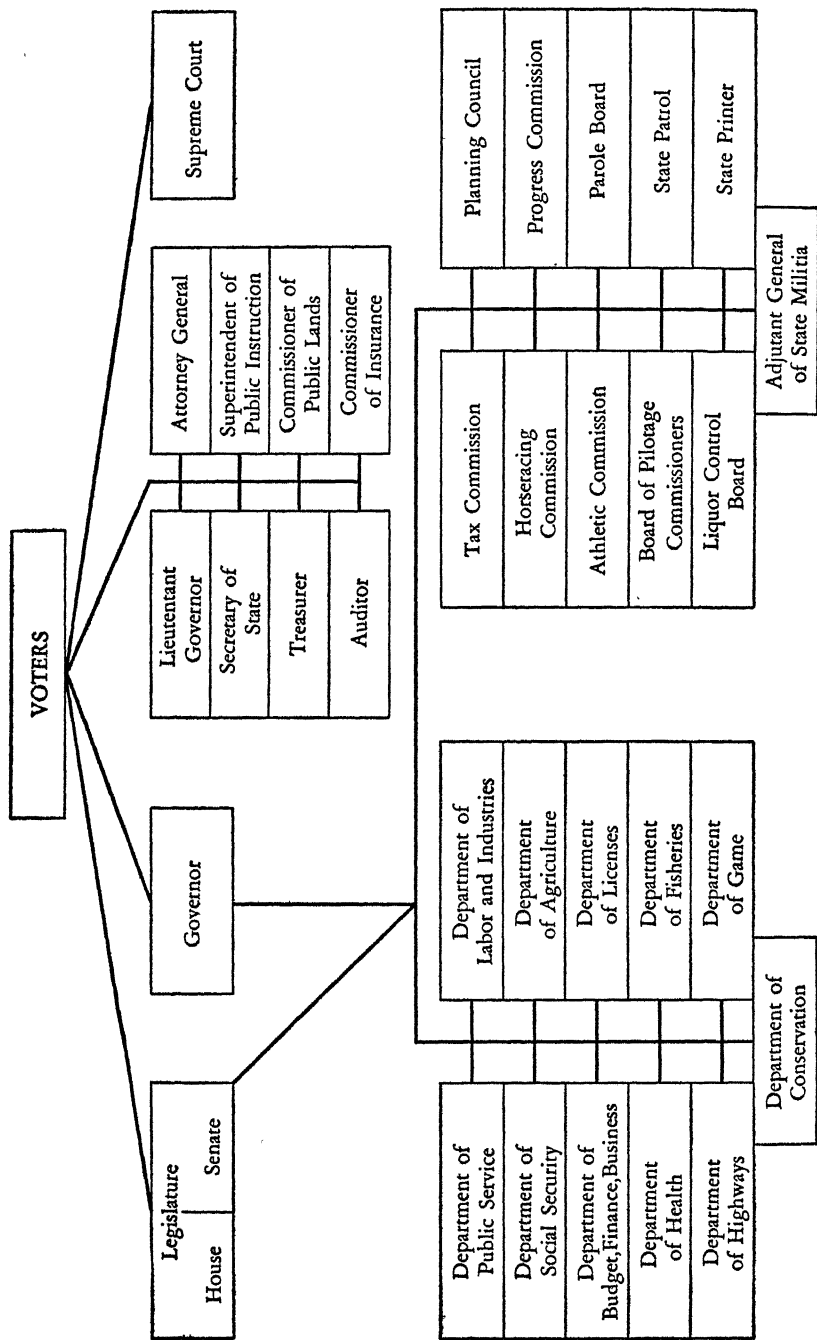 VOTERS
Legislature
House
Senate
Governor
Lieutentant
Governor
Secretary of
State
Treasurer
Auditor
Attorney General
Superintendent of
Public Instruction
Commissioner of
Public Lands
Commissioner
of Insurance
Supreme Court
Department of
Public Service
Department of
Social Security
Department of
Budget,Finance,Business
Department
of Health
Department
of Highways
Department of
Labor and Industries
Department
of Agriculture
Department
of Licenses
Department
of Fisheries
Department
of Game
Department of
Conservation
Tax Commission
Horseracing
Commission
Athletic Commission
Board of Pilotage
Commissioners
Liquor Control
Board
Planning Council
Progress Commission
Parole Board
State Patrol
State Printer
Adjutant General
of State Militia